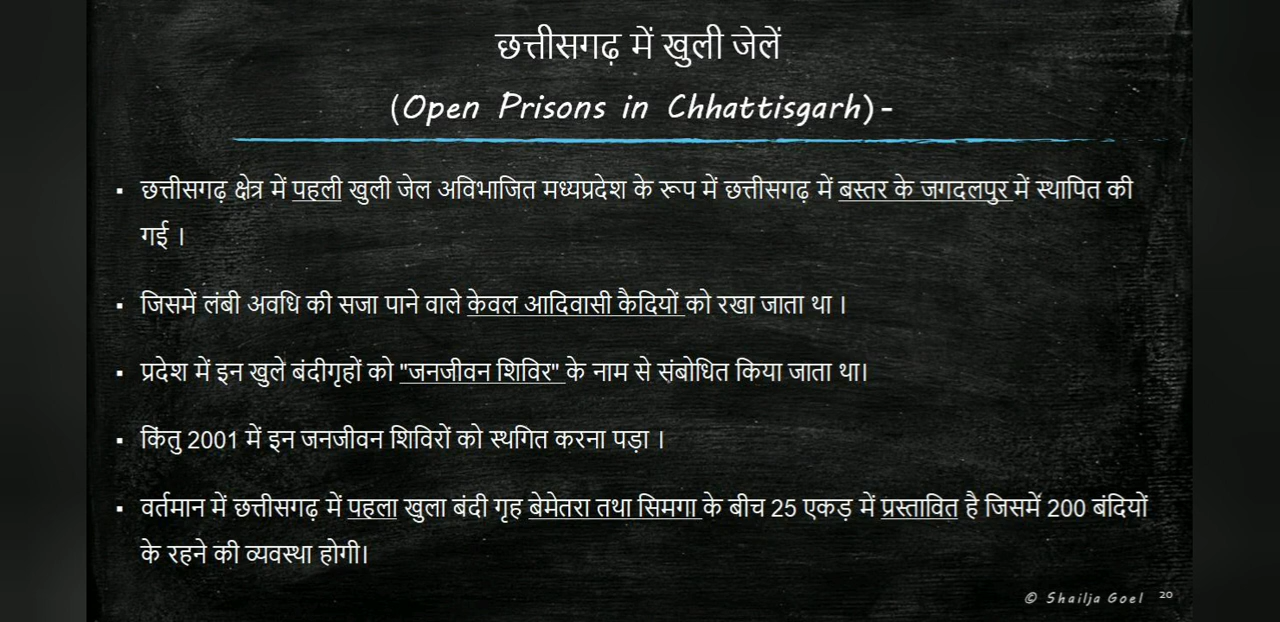 छत्तीसगढ़ में खुली जेलें
(Open Prisons in Chhattisgarh)-
▪ छत्तीसगढ़ क्षेत्र में पहली खुली जेल अविभाजित मध्यप्रदेश के रूप में छत्तीसगढ़ में बस्तर के जगदलपुर में स्थापित की
गई ।
▪ जिसमें लंबी अवधि की सजा पाने वाले केवल आदिवासी कैदियों को रखा जाता था ।
▪ प्रदेश में इन खुले बंदीगृहों को "जनजीवन शिविर" के नाम से संबोधित किया जाता था।
▪ किंतु 2001 में इन जनजीवन शिविरों को स्थगित करना पड़ा ।
▪ वर्तमान में छत्तीसगढ़ में पहला खुला बंदी गृह बेमेतरा तथा सिमगा के बीच 25 एकड़ में प्रस्तावित है जिसमें 200 बंदियों
के रहने की व्यवस्था होगी।
© Shailja Goel 20